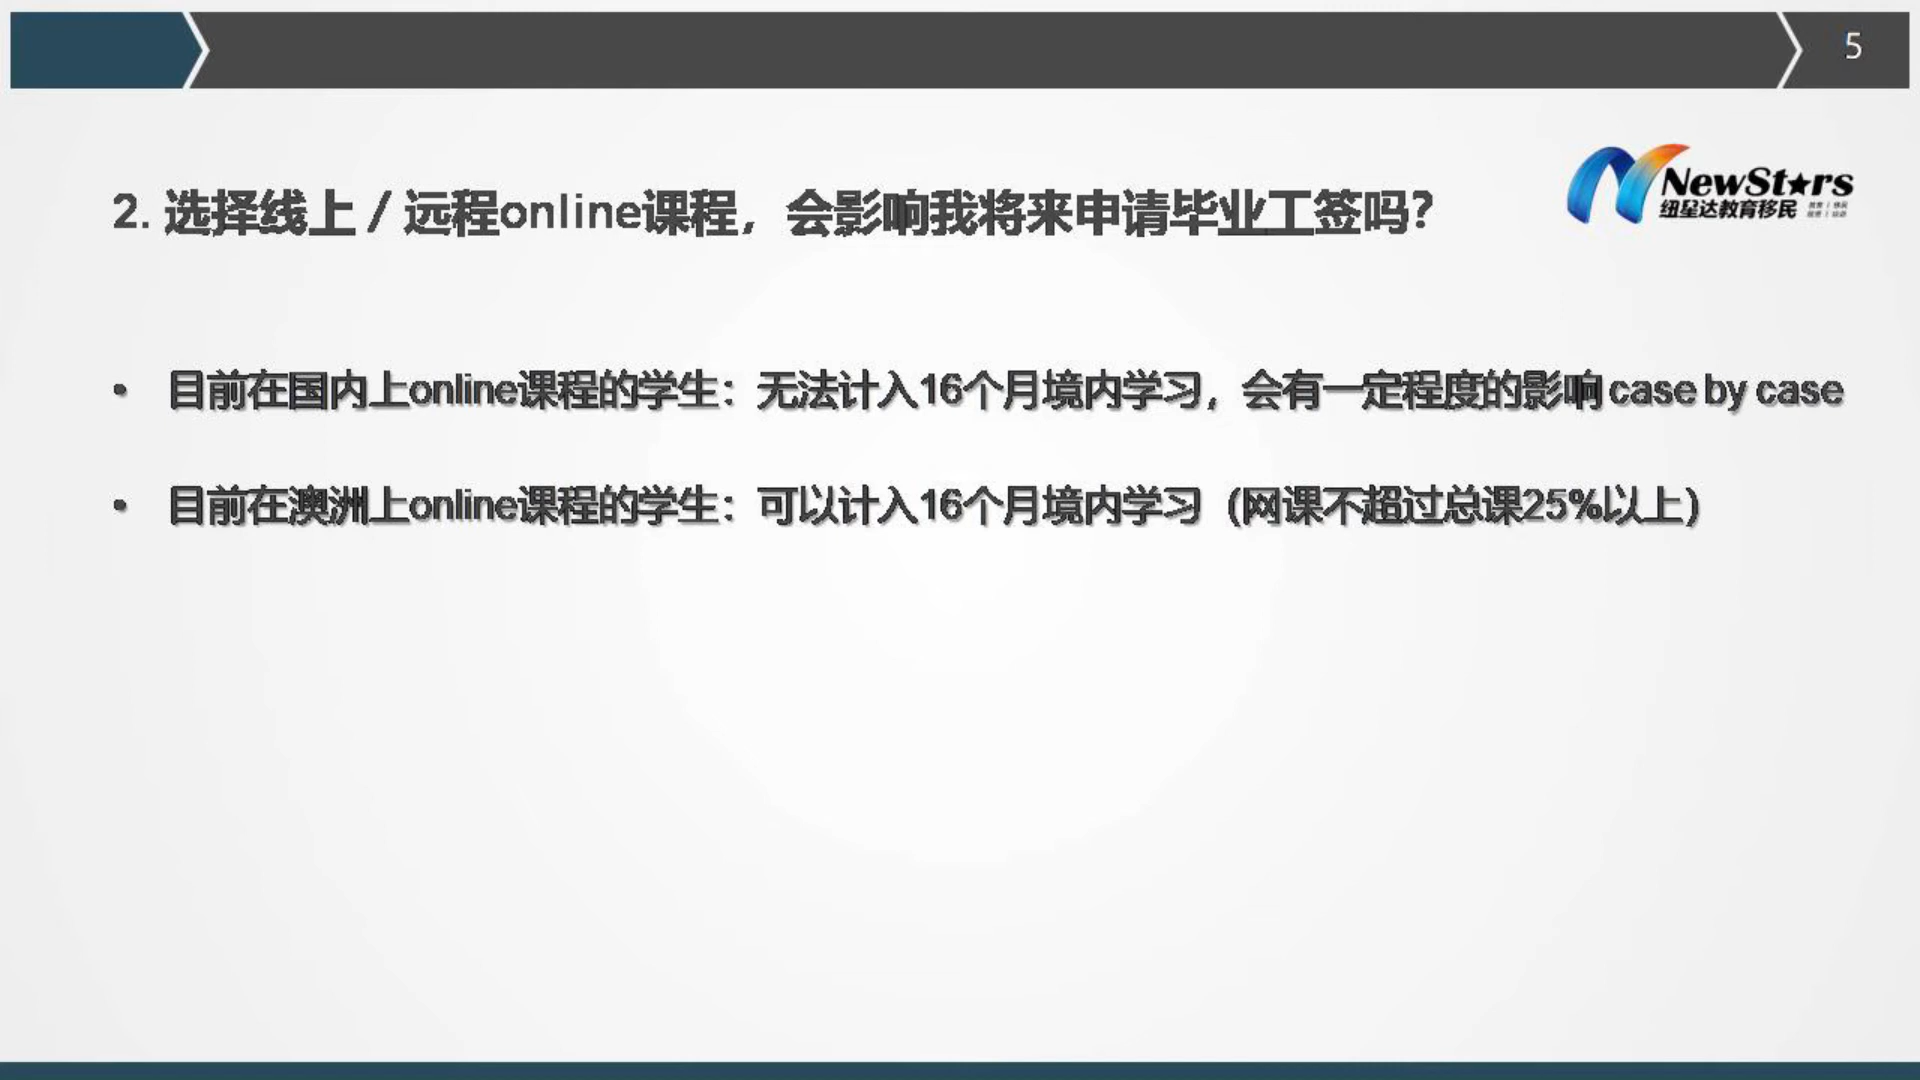 5
NewStars
纽星达教育移民
2. 选择线上 / 远程online课程，会影响我将来申请毕业工签吗？
• 目前在国内上online课程的学生：无法计入16个月境内学习，会有一定程度的影响 case by case
• 目前在澳洲上online课程的学生：可以计入16个月境内学习（网课不超过总课25%以上）